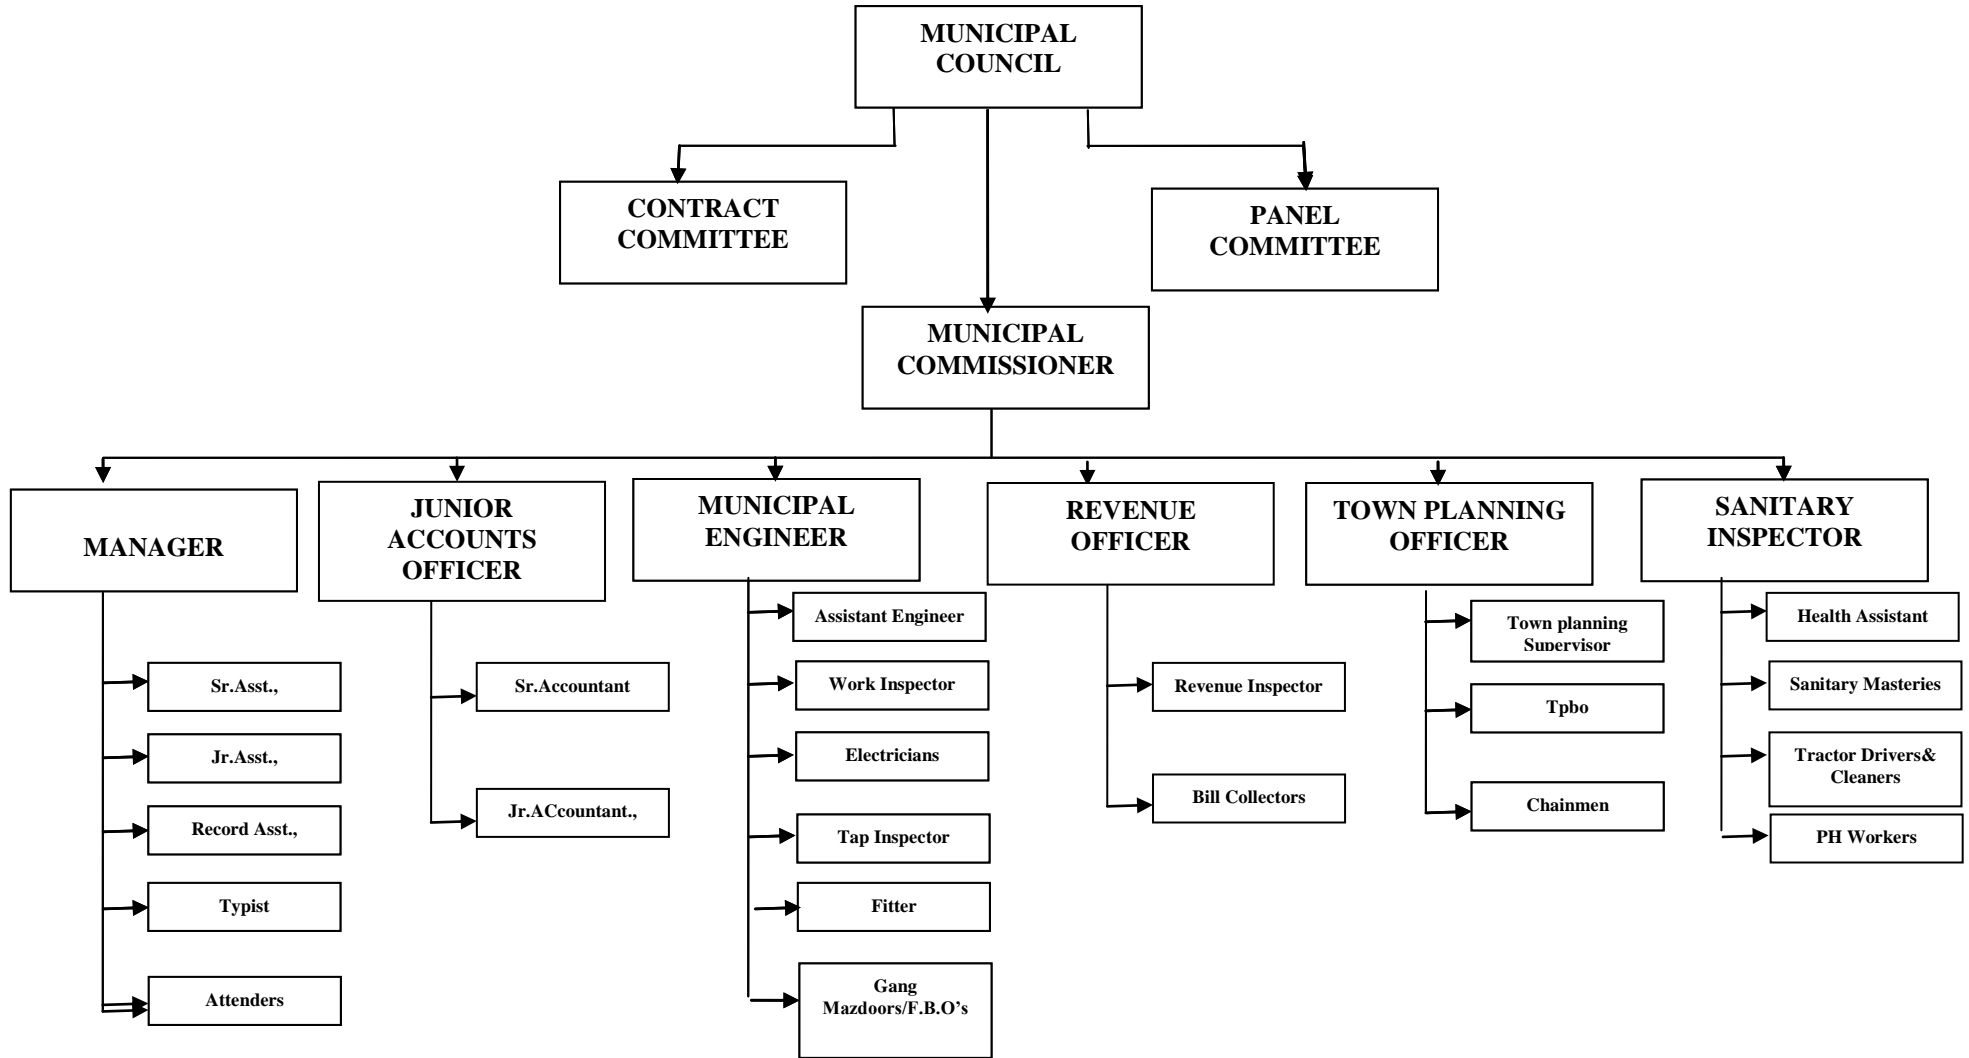 MUNICIPAL
COUNCIL
CONTRACT
COMMITTEE
PANEL
COMMITTEE
MUNICIPAL
COMMISSIONER
MANAGER
JUNIOR
ACCOUNTS
OFFICER
MUNICIPAL
ENGINEER
REVENUE
OFFICER
TOWN PLANNING
OFFICER
SANITARY
INSPECTOR
Sr.Asst.,
Jr.Asst.,
Record Asst.,
Typist
Attenders
Sr.Accountant
Jr.ACcountant.,
Assistant Engineer
Work Inspector
Electricians
Tap Inspector
Fitter
Gang
Mazdoors/F.B.O's
Revenue Inspector
Bill Collectors
Town planning
Supervisor
Tpbo
Chainmen
Health Assistant
Sanitary Masteries
Tractor Drivers&
Cleaners
PH Workers